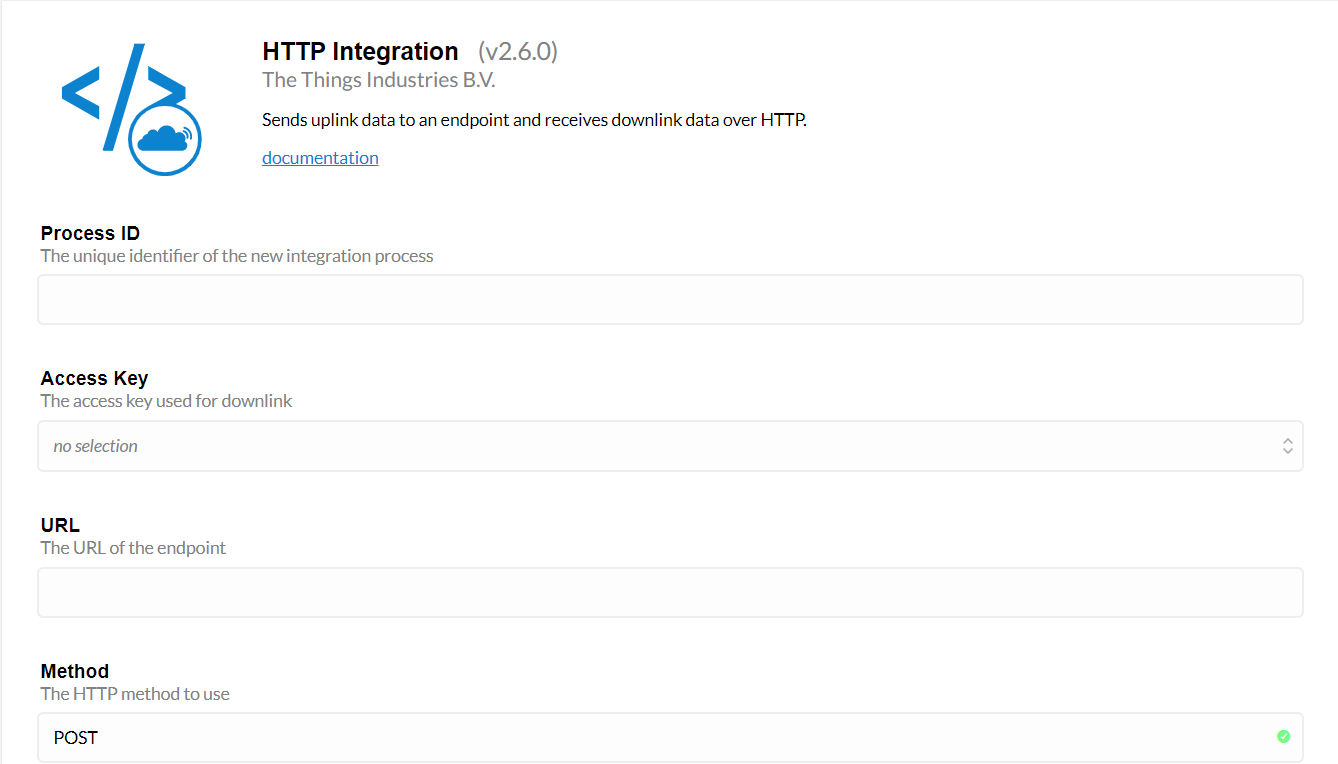 HTTP Integration (v2.6.0)
The Things Industries B.V.
Sends uplink data to an endpoint and receives downlink data over HTTP.
documentation
Process ID
The unique identifier of the new integration process
Access Key
The access key used for downlink
no selection
URL
The URL of the endpoint
Method
The HTTP method to use
POST